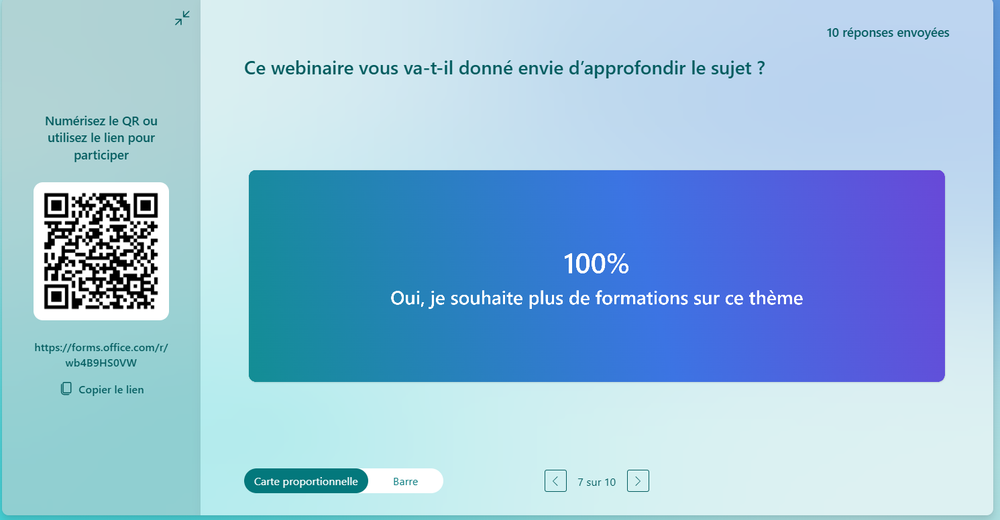 Numérisez le QR ou
utilisez le lien pour
participer
https://forms.office.com/r/
wb4B9HS0VW
Copier le lien
10 réponses envoyées
Ce webinaire vous va-t-il donné envie d’approfondir le sujet ?
100%
Oui, je souhaite plus de formations sur ce thème
Carte proportionnelle
Barre
7 sur 10